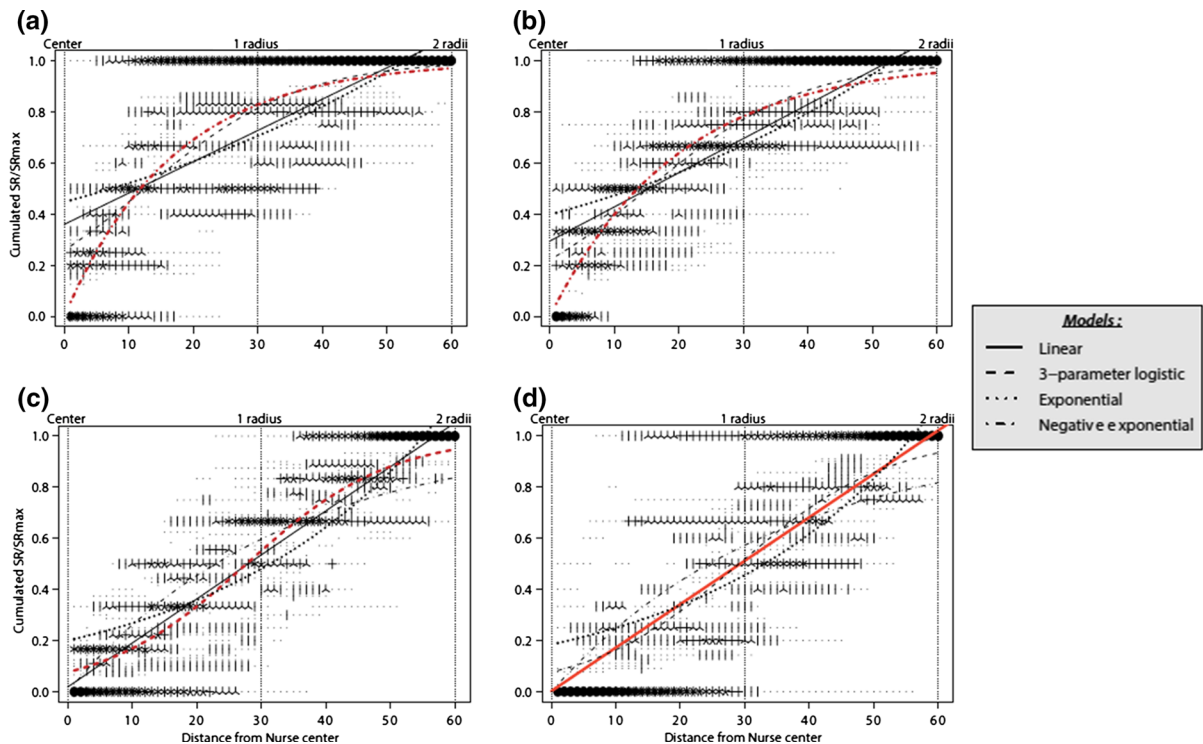 (a)
(b)
Center 1 radius 2 radii
Center 1 radius 2 radii
Cumulated SR/SRmax
1.0
0.8
0.6
0.4
0.2
0.0
0 10 20 30 40 50 60
1.0
0.8
0.6
0.4
0.2
0.0
0 10 20 30 40 50 60
Models :
Linear
3-parameter logistic
Exponential
Negative exponential
(c)
(d)
Center 1 radius 2 radii
Center 1 radius 2 radii
Cumulated SR/SRmax
1.0
0.8
0.6
0.4
0.2
0.0
0 10 20 30 40 50 60
Distance from Nurse center
1.0
0.8
0.6
0.4
0.2
0.0
0 10 20 30 40 50 60
Distance from Nurse center